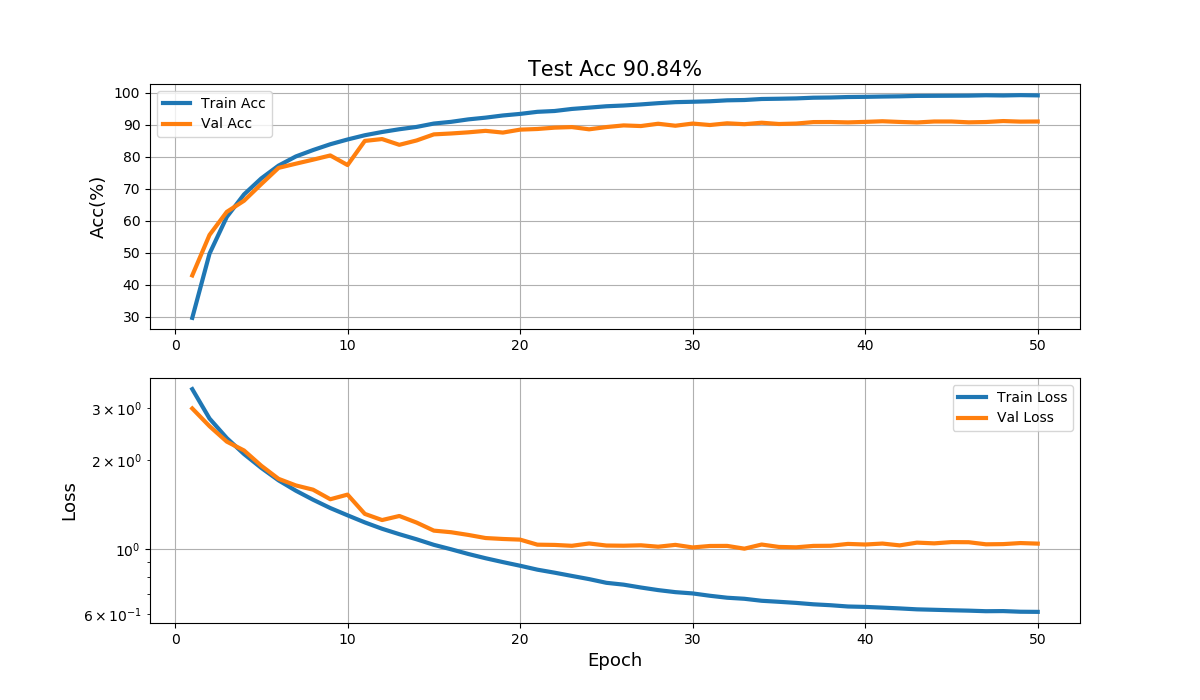 Test Acc 90.84%
100
90
80
70
60
50
40
30
Acc(%)
Train Acc
Val Acc
0 10 20 30 40 50
3 × 10⁰
2 × 10⁰
10⁰
6 × 10⁻¹
Loss
Train Loss
Val Loss
0 10 20 30 40 50
Epoch